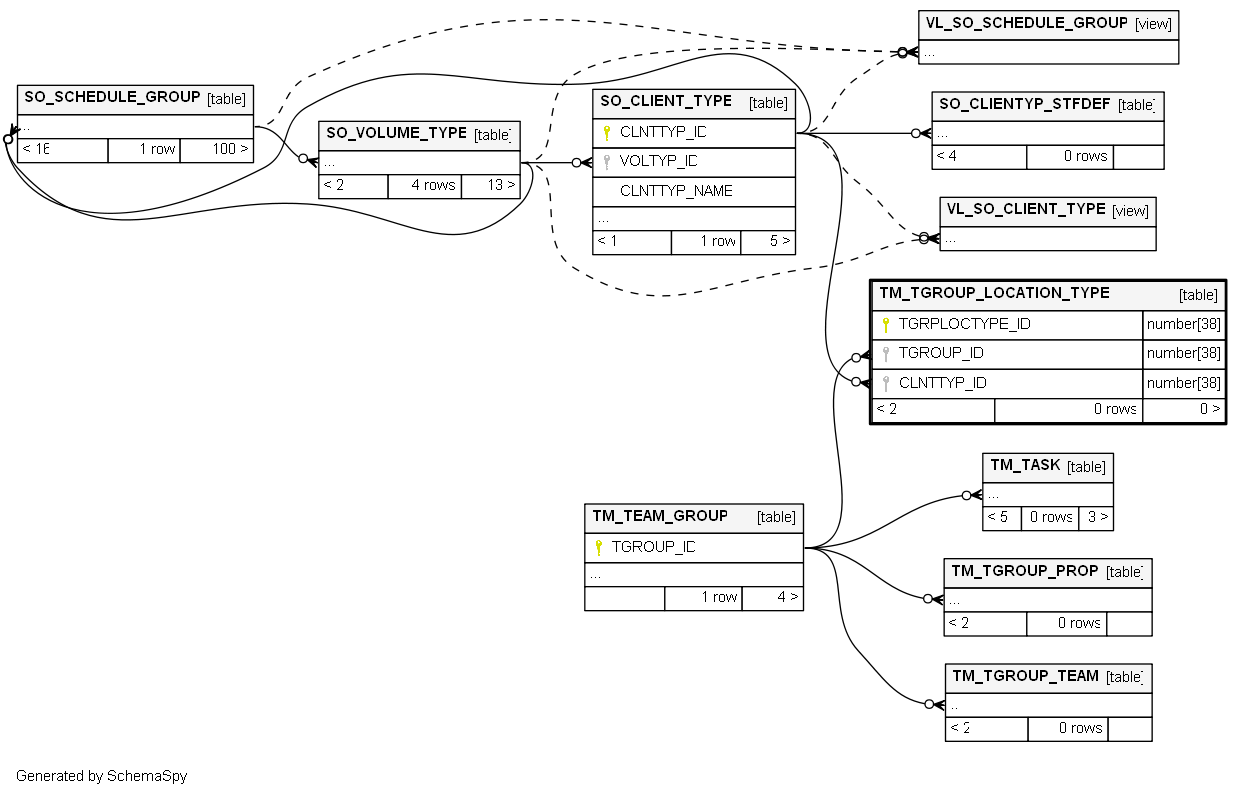 VL_SO_SCHEDULE_GROUP [view]
...
SO_SCHEDULE_GROUP [table]
...
< 16 1 row 100 >
SO_VOLUME_TYPE [table]
...
< 2 4 rows 13 >
SO_CLIENT_TYPE [table]
CLNTTYP_ID
VOLTYP_ID
CLNTTYP_NAME
...
< 1 1 row 5 >
SO_CLIENTYP_STFDEF [table]
...
< 4 0 rows
VL_SO_CLIENT_TYPE [view]
...
TM_TGROUP_LOCATION_TYPE [table]
TGRPLOCTYPE_ID number[38]
TGROUP_ID number[38]
CLNTTYP_ID number[38]
< 2 0 rows 0 >
TM_TASK [table]
...
< 5 0 rows 3 >
TM_TEAM_GROUP [table]
TGROUP_ID
...
1 row 4 >
TM_TGROUP_PROP [table]
...
< 2 0 rows
TM_TGROUP_TEAM [table]
...
< 2 0 rows
Generated by SchemaSpy